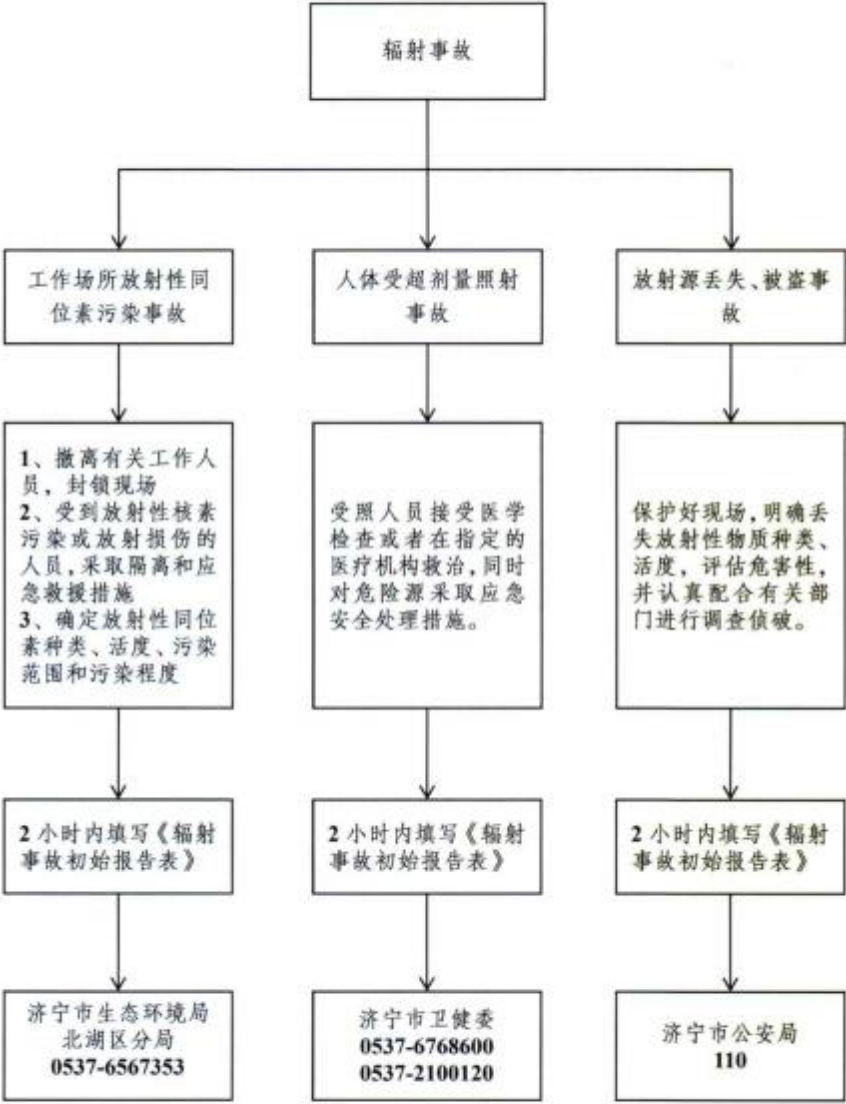 辐射事故
工作场所放射性同
位素污染事故
人体受超剂量照射
事故
放射源丢失、被盗事
故
1、撤离有关工作人
员，封锁现场
2、受到放射性核素
污染或放射损伤的
人员,采取隔离和应
急救援措施
3、确定放射性同位
素种类、活度、污染
范围和污染程度
受照人员接受医学
检查或者在指定的
医疗机构救治,同时
对危险源采取应急
安全处理措施。
保护好现场,明确丢
失放射性物质种类、
活度，评估危害性,
并认真配合有关部
门进行调查侦破。
2小时内填写《辐射
事故初始报告表》
2小时内填写《辐射
事故初始报告表》
2小时内填写《辐射
事故初始报告表》
济宁市生态环境局
北湖区分局
0537-6567353
济宁市卫健委
0537-6768600
0537-2100120
济宁市公安局
110